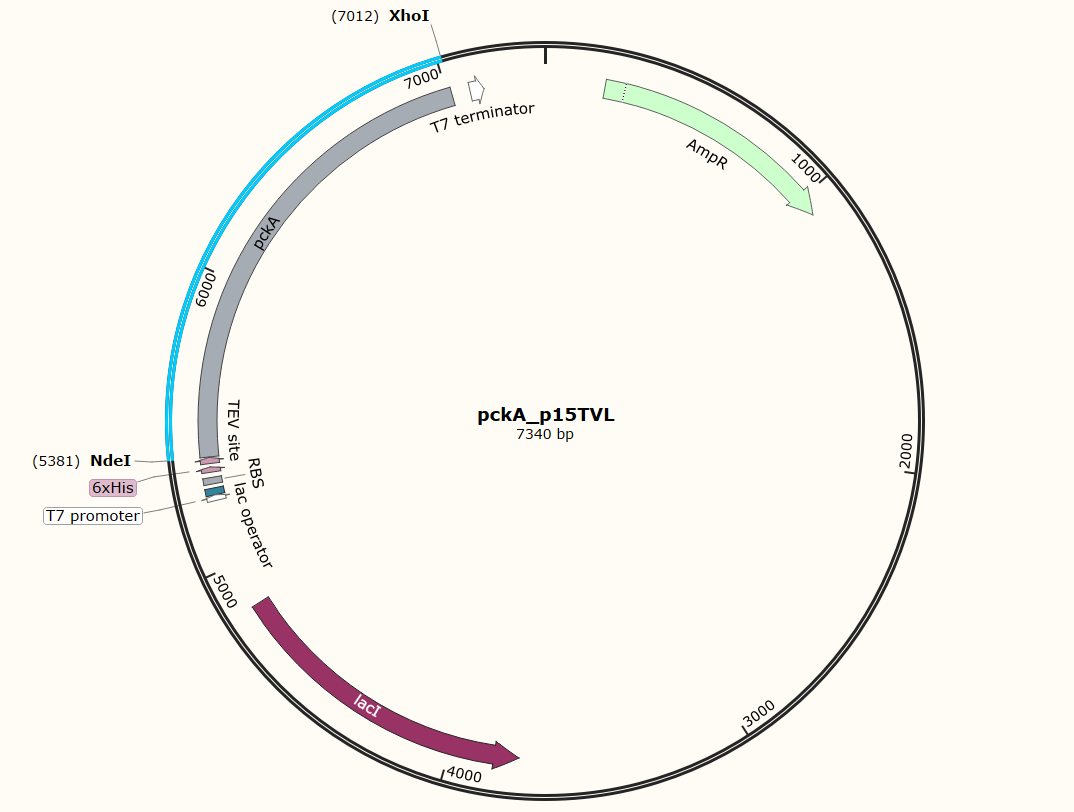 (7012) XhoI
7000
T7 terminator
AmpR
1000
pckA
6000
pckA_p15TVL
7340 bp
TEV site
2000
(5381) NdeI
RBS
6xHis
lac operator
T7 promoter
5000
lacI
3000
4000